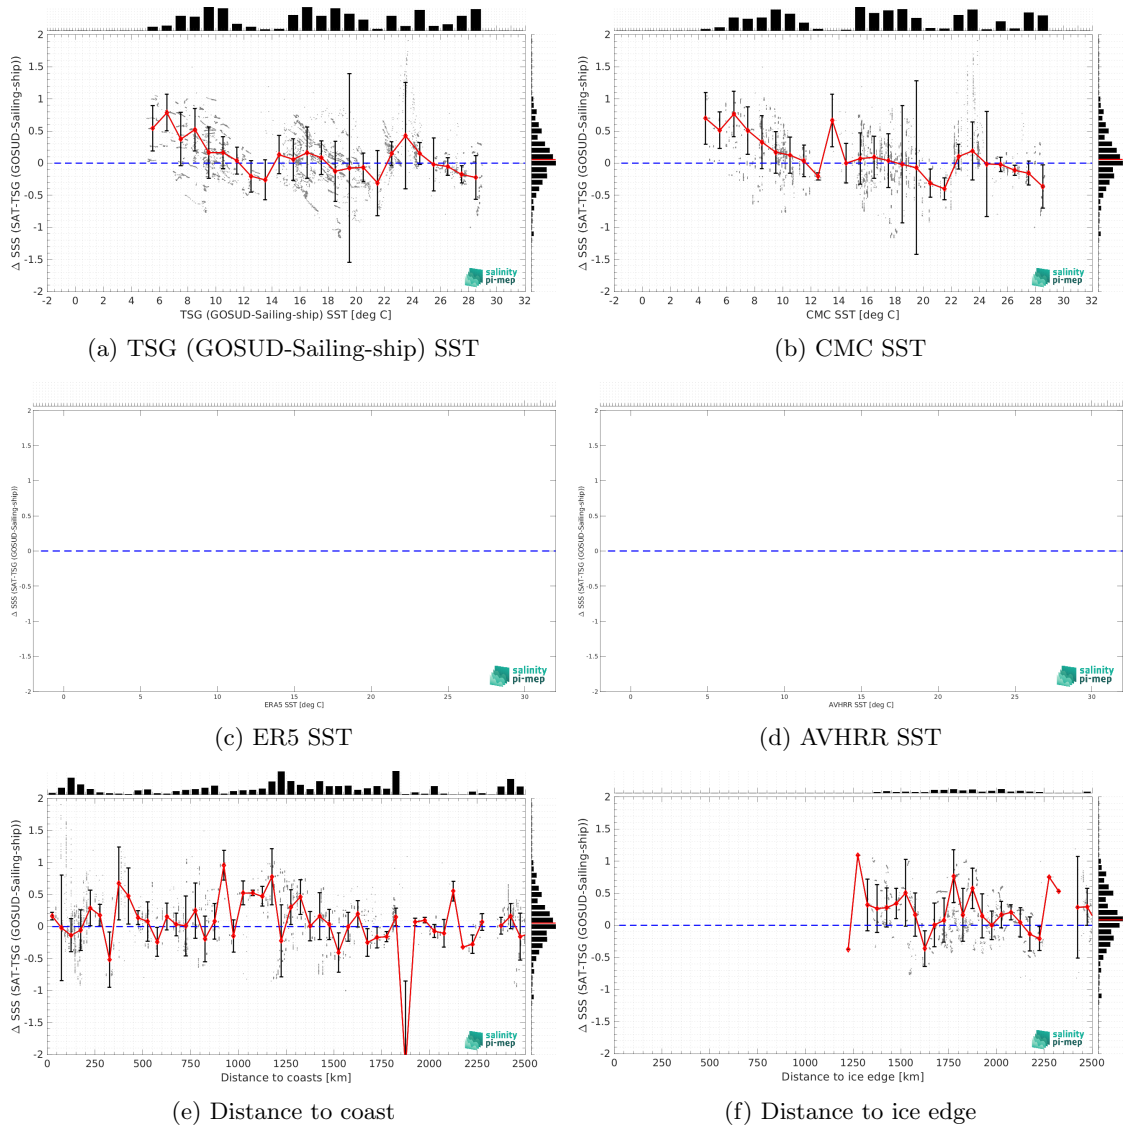 2
1.5
1
0.5
0
-0.5
-1
-1.5
-2
Δ SSS (SAT-TSG (GOSUD-Sailing-ship))
salinity
pi-mep
-2 0 2 4 6 8 10 12 14 16 18 20 22 24 26 28 30 32
TSG (GOSUD-Sailing-ship) SST [deg C]
(a) TSG (GOSUD-Sailing-ship) SST
2
1.5
1
0.5
0
-0.5
-1
-1.5
-2
Δ SSS (SAT-TSG (GOSUD-Sailing-ship))
salinity
pi-mep
-2 0 2 4 6 8 10 12 14 16 18 20 22 24 26 28 30 32
CMC SST [deg C]
(b) CMC SST
2
1.5
1
0.5
0
-0.5
-1
-1.5
-2
Δ SSS (SAT-TSG (GOSUD-Sailing-ship))
salinity
pi-mep
0 5 10 15 20 25 30
ERA5 SST [deg C]
(c) ER5 SST
2
1.5
1
0.5
0
-0.5
-1
-1.5
-2
Δ SSS (SAT-TSG (GOSUD-Sailing-ship))
salinity
pi-mep
0 5 10 15 20 25 30
AVHRR SST [deg C]
(d) AVHRR SST
2
1.5
1
0.5
0
-0.5
-1
-1.5
-2
Δ SSS (SAT-TSG (GOSUD-Sailing-ship))
salinity
pi-mep
0 250 500 750 1000 1250 1500 1750 2000 2250 2500
Distance to coasts [km]
(e) Distance to coast
2
1.5
1
0.5
0
-0.5
-1
-1.5
-2
Δ SSS (SAT-TSG (GOSUD-Sailing-ship))
salinity
pi-mep
0 250 500 750 1000 1250 1500 1750 2000 2250 2500
Distance to ice edge [km]
(f) Distance to ice edge